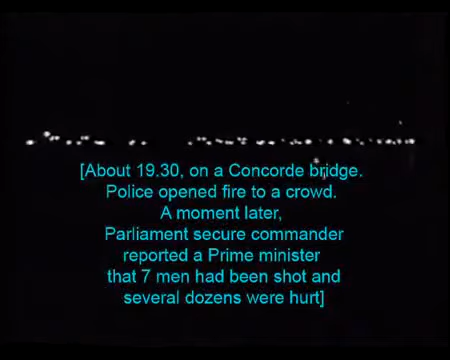 [About 19.30, on a Concorde bridge.
Police opened fire to a crowd.
A moment later,
Parliament secure commander
reported a Prime minister
that 7 men had been shot and
several dozens were hurt]